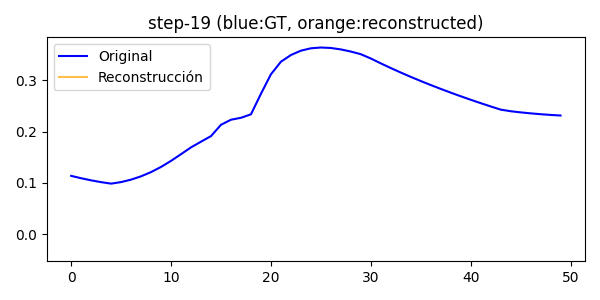 step-19 (blue:GT, orange:reconstructed)
Original
Reconstrucción
0.3
0.2
0.1
0.0
0 10 20 30 40 50